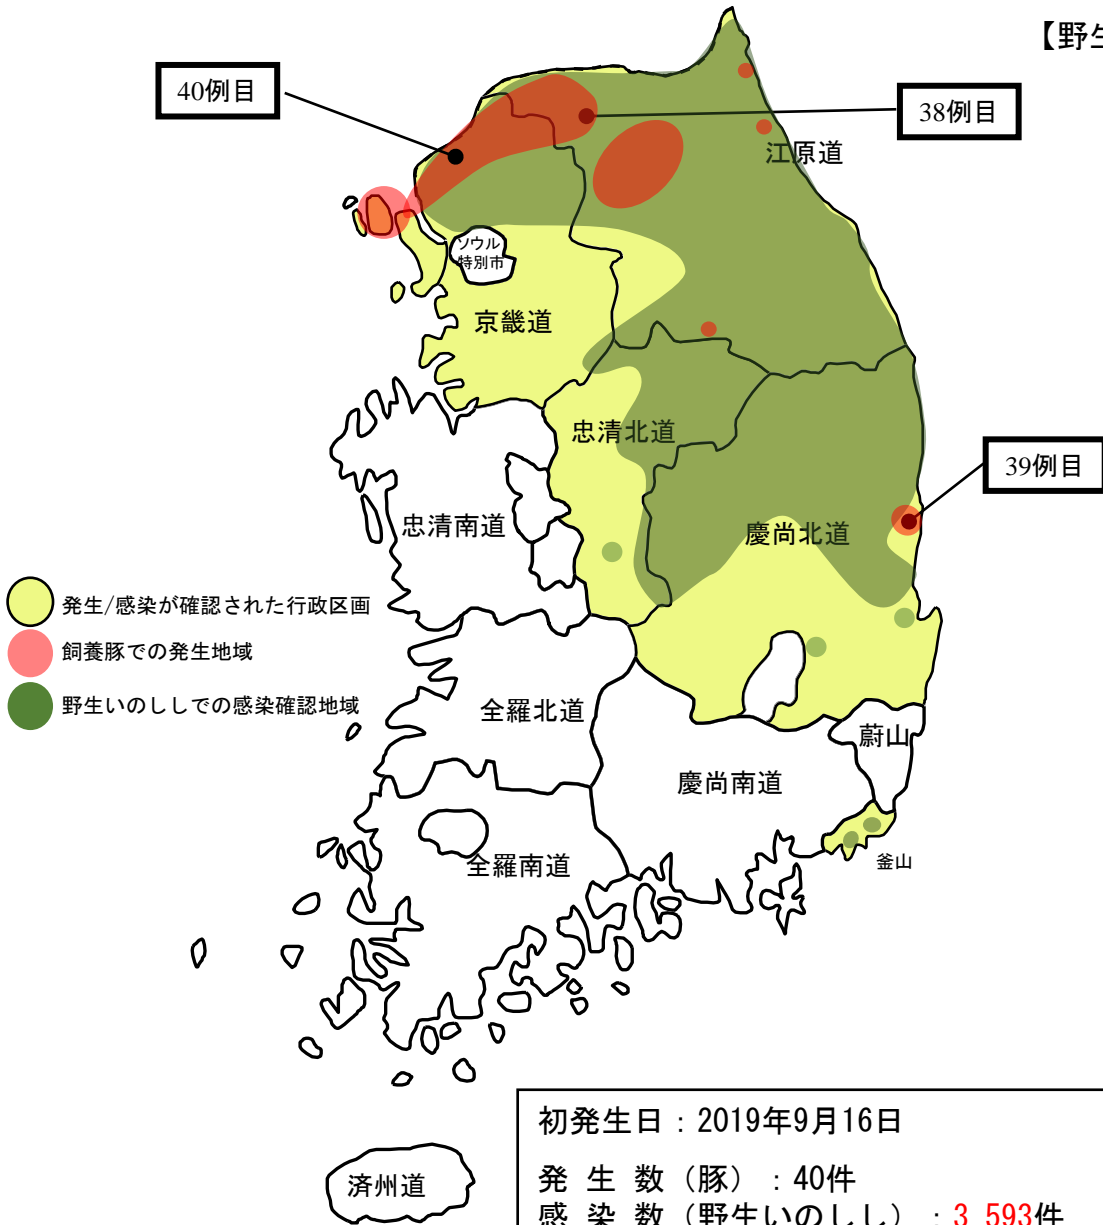 【野生
40例目
38例目
江原道
ソウル
特別市
京畿道
忠清北道
39例目
忠清南道
慶尚北道
発生/感染が確認された行政区画
飼養豚での発生地域
野生いのししでの感染確認地域
全羅北道
蔚山
慶尚南道
釜山
全羅南道
済州道
初発生日：2019年9月16日
発 生 数（豚）：40件
感 染 数（野生いのしし）：3,593件